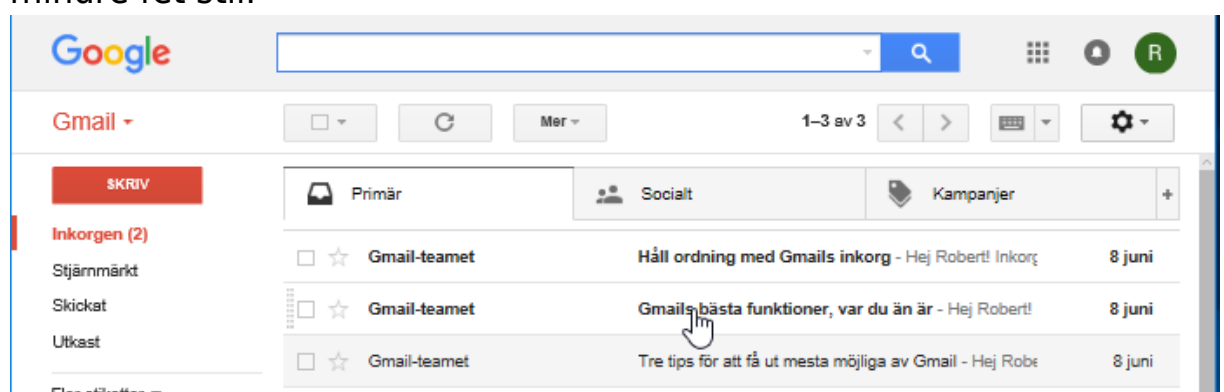 Google
R
Gmail
Mer
1–3 av 3
SKRIV
Primär
Socialt
Kampanjer
+
Inkorgen (2)
Gmail-teamet Håll ordning med Gmails inkorg - Hej Robert! Inkorg 8 juni
Stjärnmärkt
Skickat
Gmail-teamet Gmails bästa funktioner, var du än är - Hej Robert! 8 juni
Utkast
Gmail-teamet Tre tips för att få ut mesta möjliga av Gmail - Hej Robe 8 juni